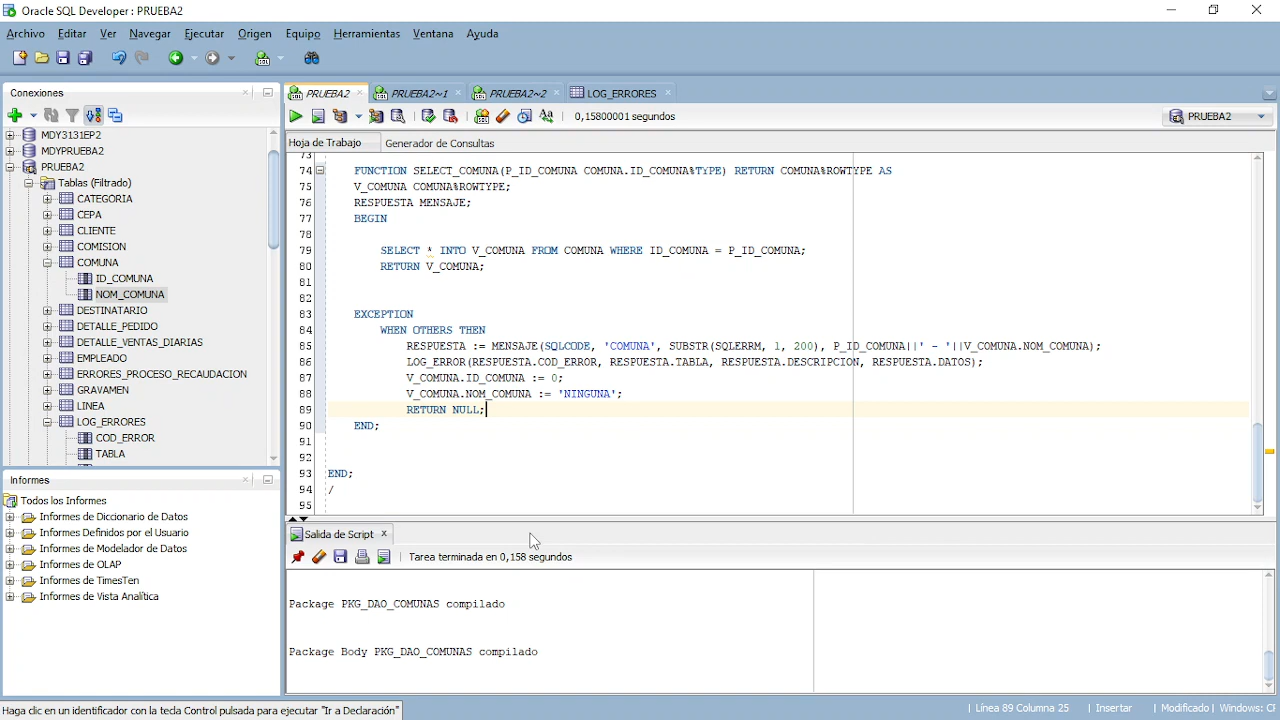 Oracle SQL Developer : PRUEBA2
Archivo Editar Ver Navegar Ejecutar Origen Equipo Herramientas Ventana Ayuda
Conexiones
MDY3131EP2
MDYPRUEBA2
PRUEBA2
Tablas (Filtrado)
CATEGORIA
CEPA
CLIENTE
COMISION
COMUNA
ID_COMUNA
NOM_COMUNA
DESTINATARIO
DETALLE_PEDIDO
DETALLE_VENTAS_DIARIAS
EMPLEADO
ERRORES_PROCESO_RECAUDACION
GRAVAMEN
LINEA
LOG_ERRORES
COD_ERROR
TABLA
Informes
Todos los Informes
Informes de Diccionario de Datos
Informes Definidos por el Usuario
Informes de Modelador de Datos
Informes de OLAP
Informes de TimesTen
Informes de Vista Analítica
PRUEBA2 PRUEBA2~1 PRUEBA2~2 LOG_ERRORES
0,15800001 segundos PRUEBA2
Hoja de Trabajo Generador de Consultas
73
74 FUNCTION SELECT_COMUNA(P_ID_COMUNA COMUNA.ID_COMUNA%TYPE) RETURN COMUNA%ROWTYPE AS
75 V_COMUNA COMUNA%ROWTYPE;
76 RESPUESTA MENSAJE;
77 BEGIN
78
79 SELECT * INTO V_COMUNA FROM COMUNA WHERE ID_COMUNA = P_ID_COMUNA;
80 RETURN V_COMUNA;
81
82
83 EXCEPTION
84 WHEN OTHERS THEN
85 RESPUESTA := MENSAJE(SQLCODE, 'COMUNA', SUBSTR(SQLERRM, 1, 200), P_ID_COMUNA||' - '||V_COMUNA.NOM_COMUNA);
86 LOG_ERROR(RESPUESTA.COD_ERROR, RESPUESTA.TABLA, RESPUESTA.DESCRIPCION, RESPUESTA.DATOS);
87 V_COMUNA.ID_COMUNA := 0;
88 V_COMUNA.NOM_COMUNA := 'NINGUNA';
89 RETURN NULL;
90 END;
91
92
93 END;
94 /
95
Salida de Script
Tarea terminada en 0,158 segundos
Package PKG_DAO_COMUNAS compilado
Package Body PKG_DAO_COMUNAS compilado
Haga clic en un identificador con la tecla Control pulsada para ejecutar "Ir a Declaración" Línea 89 Columna 25 Insertar Modificado Windows: CF